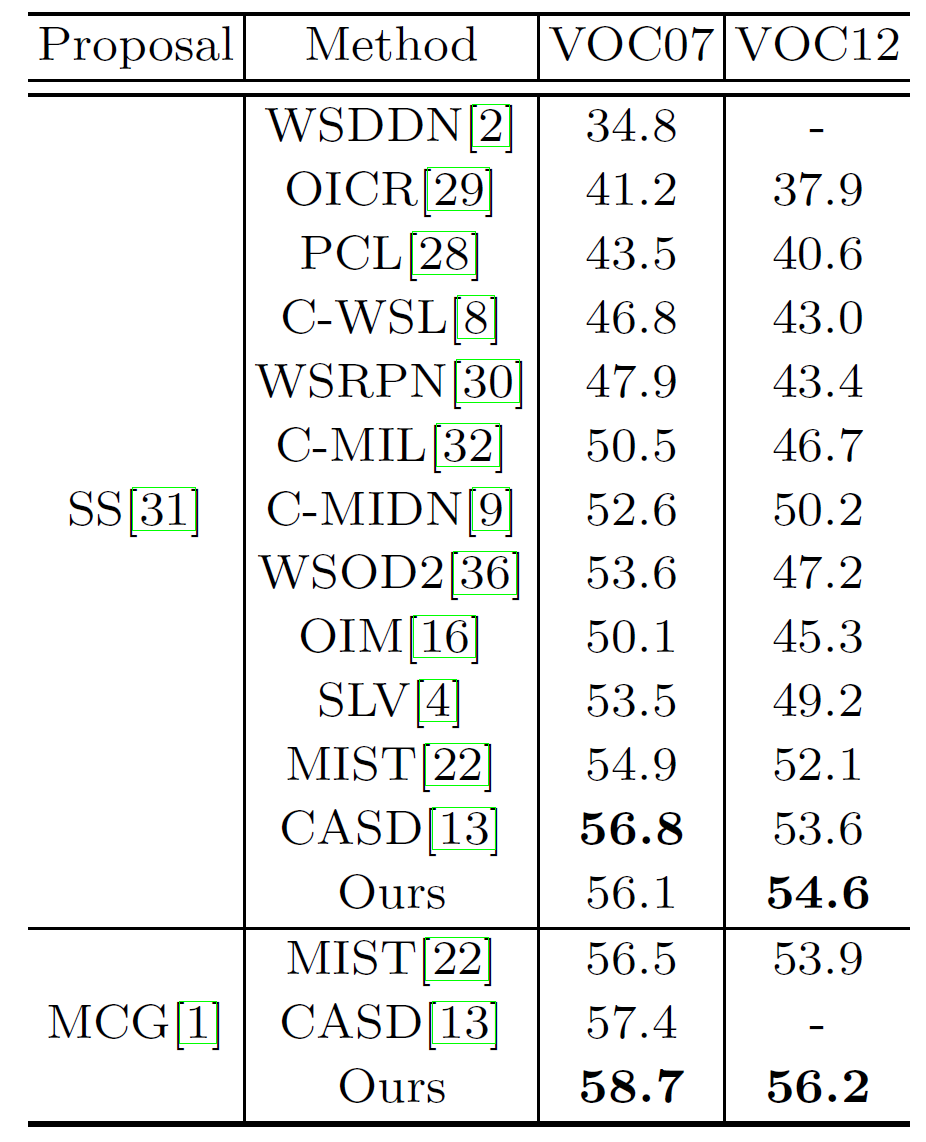 Proposal Method VOC07 VOC12
WSDDN[2] 34.8 -
OICR[29] 41.2 37.9
PCL[28] 43.5 40.6
C-WSL[8] 46.8 43.0
WSRPN[30] 47.9 43.4
C-MIL[32] 50.5 46.7
SS[31] C-MIDN[9] 52.6 50.2
WSOD2[36] 53.6 47.2
OIM[16] 50.1 45.3
SLV[4] 53.5 49.2
MIST[22] 54.9 52.1
CASD[13] 56.8 53.6
Ours 56.1 54.6
MIST[22] 56.5 53.9
MCG[1] CASD[13] 57.4 -
Ours 58.7 56.2